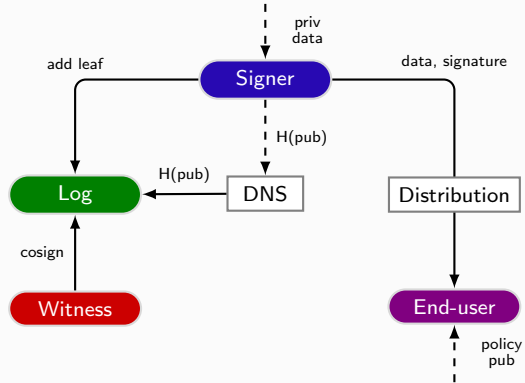 priv
data
add leaf
Signer
data, signature
H(pub)
H(pub)
Log
DNS
Distribution
cosign
Witness
End-user
policy
pub